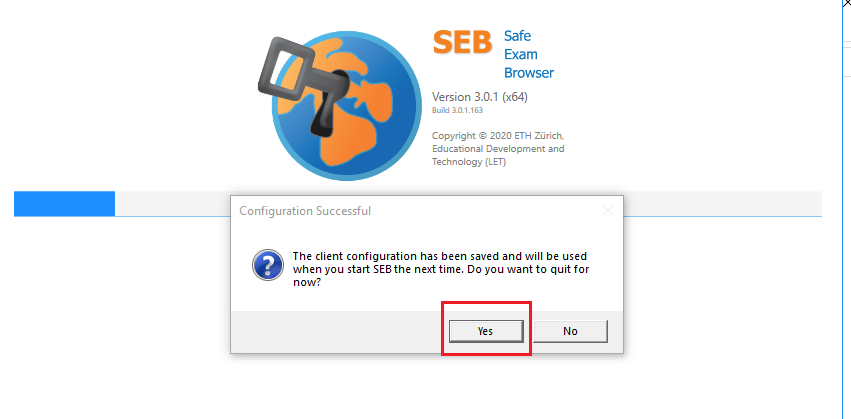 SEB Safe
Exam
Browser
Version 3.0.1 (x64)
Build 3.0.1.163
Copyright © 2020 ETH Zürich,
Educational Development and
Technology (LET)
Configuration Successful
The client configuration has been saved and will be used
when you start SEB the next time. Do you want to quit for
now?
Yes No